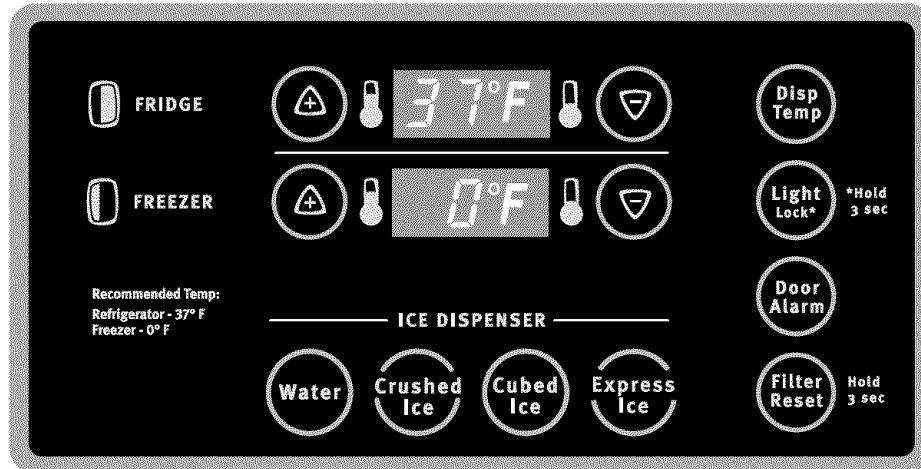 FRIDGE
+
37°F
−
FREEZER
+
0°F
−
Disp
Temp
Light
Lock*
*Hold
3 sec
Door
Alarm
Filter
Reset
Hold
3 sec
Recommended Temp:
Refrigerator - 37° F
Freezer - 0° F
ICE DISPENSER
Water
Crushed
Ice
Cubed
Ice
Express
Ice